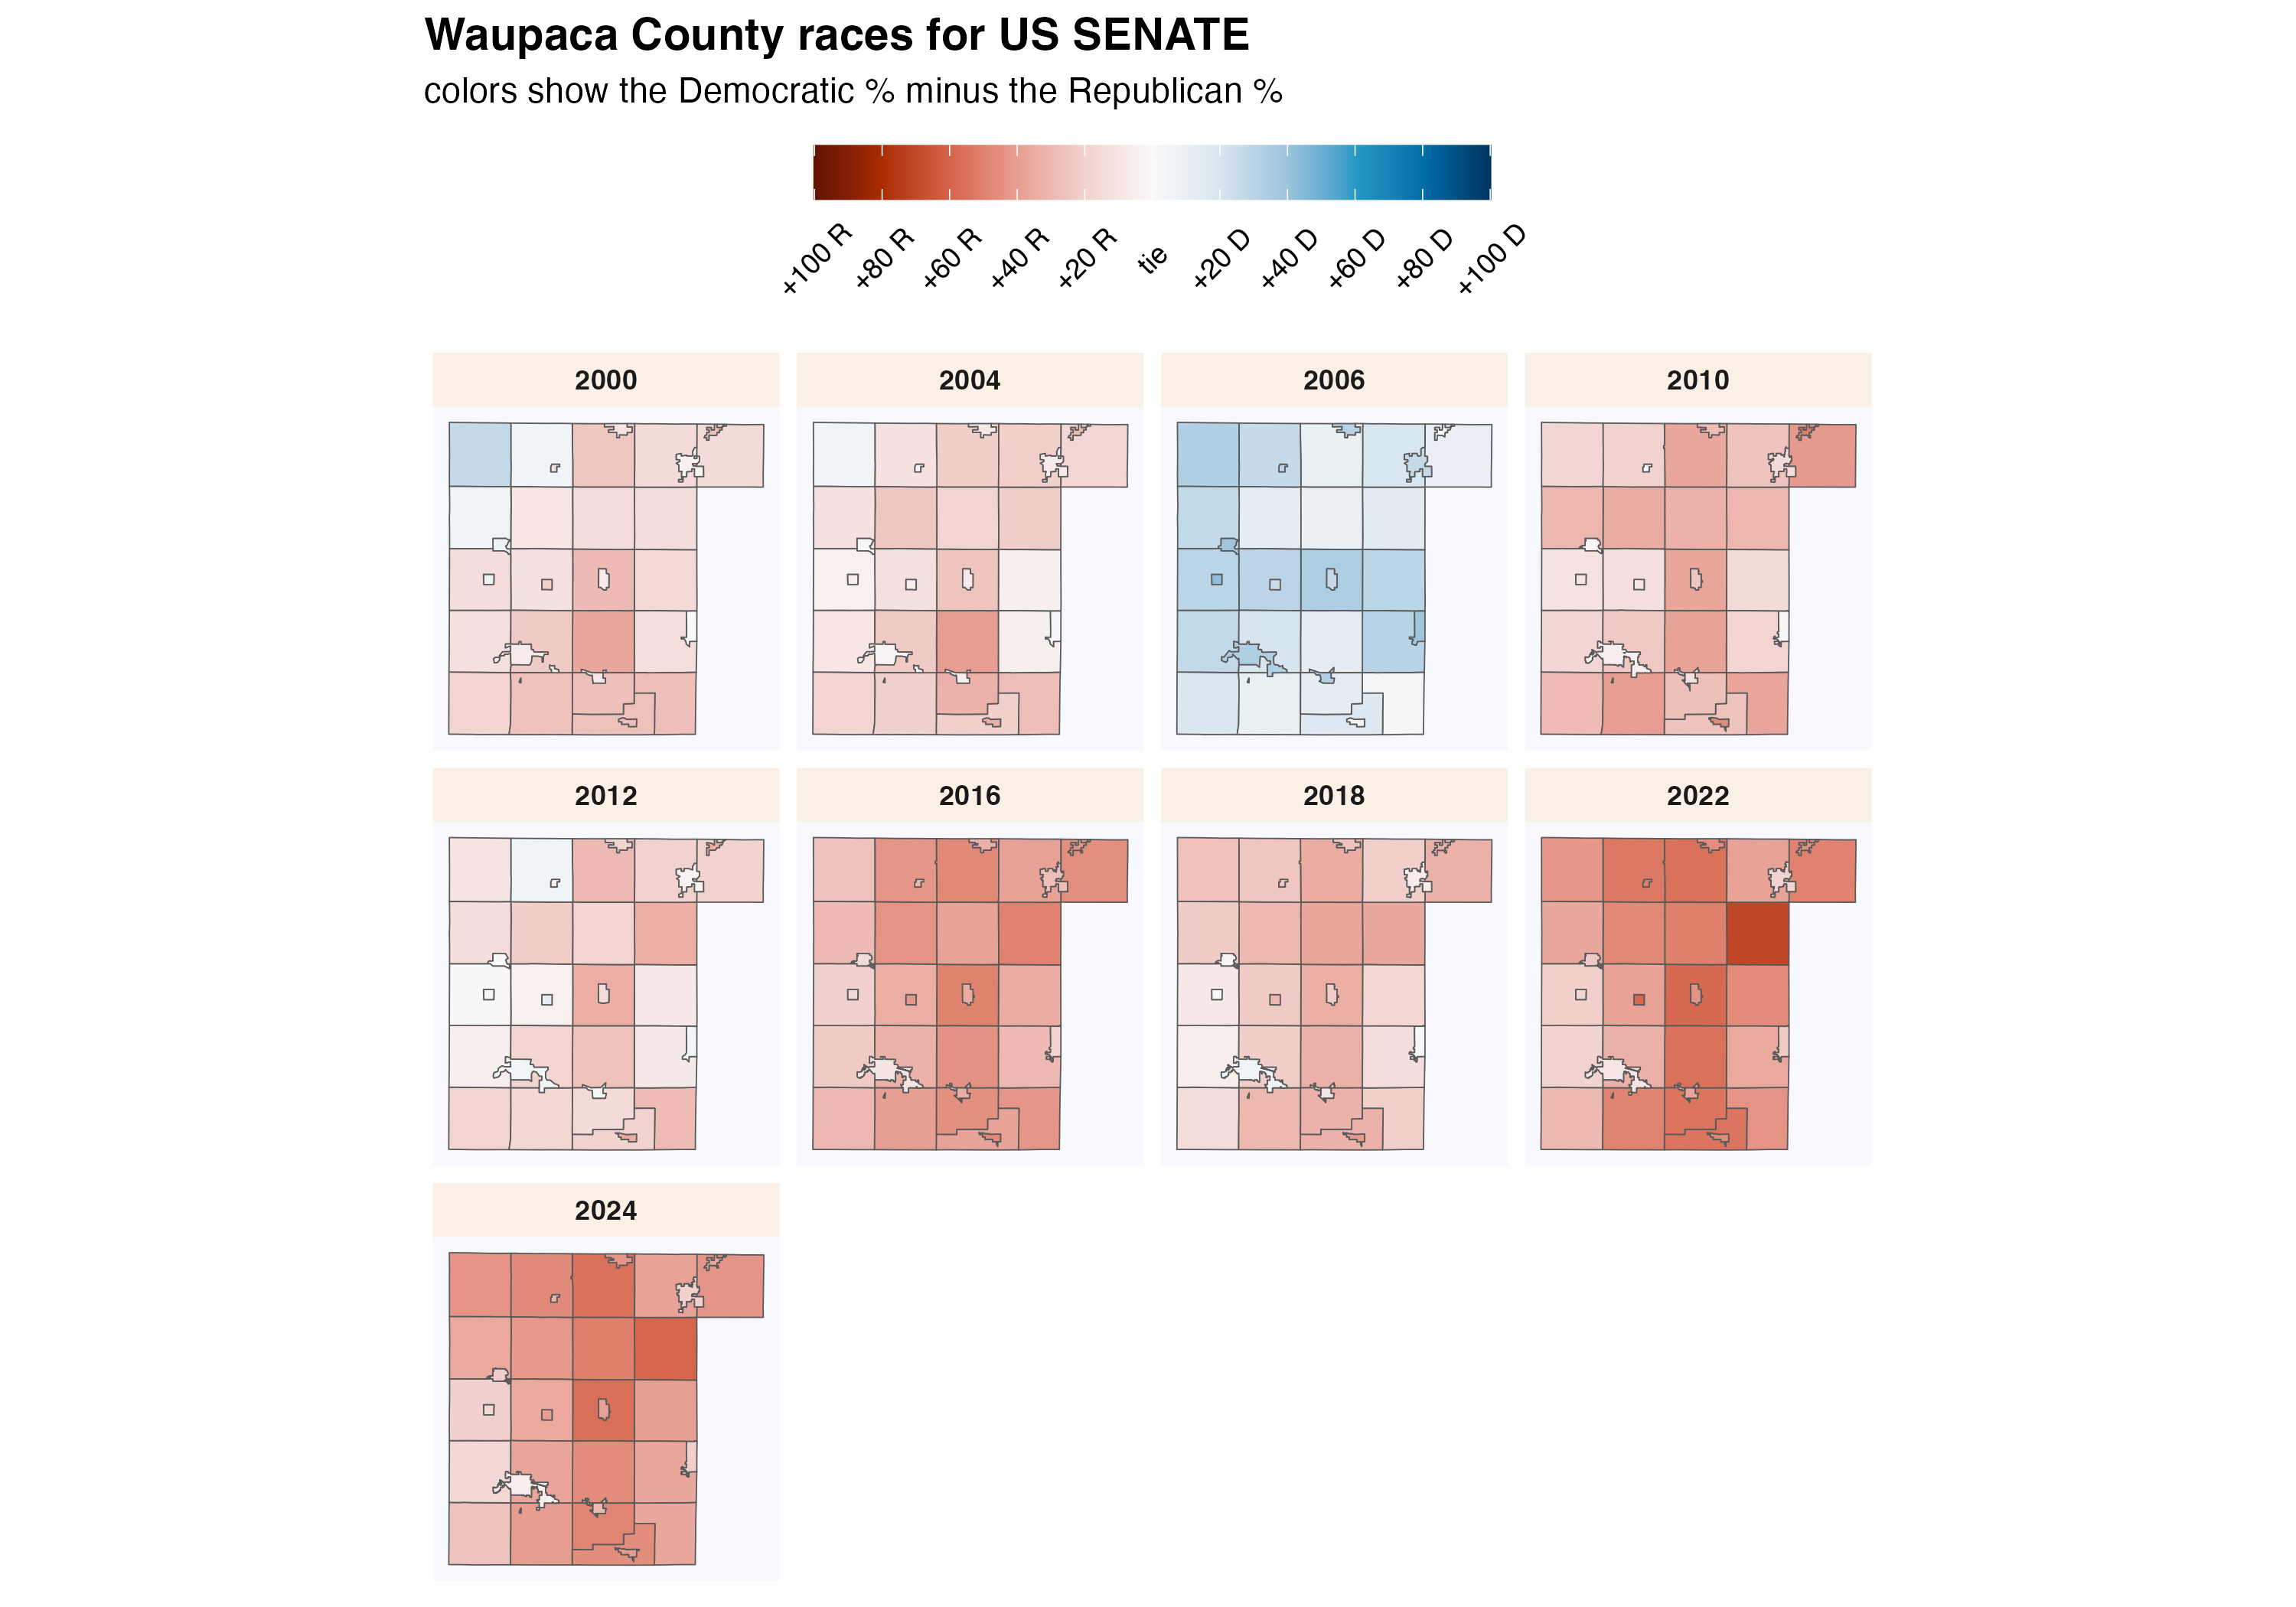 Waupaca County races for US SENATE
colors show the Democratic % minus the Republican %
+100 R
+80 R
+60 R
+40 R
+20 R
tie
+20 D
+40 D
+60 D
+80 D
+100 D
2000
2004
2006
2010
2012
2016
2018
2022
2024